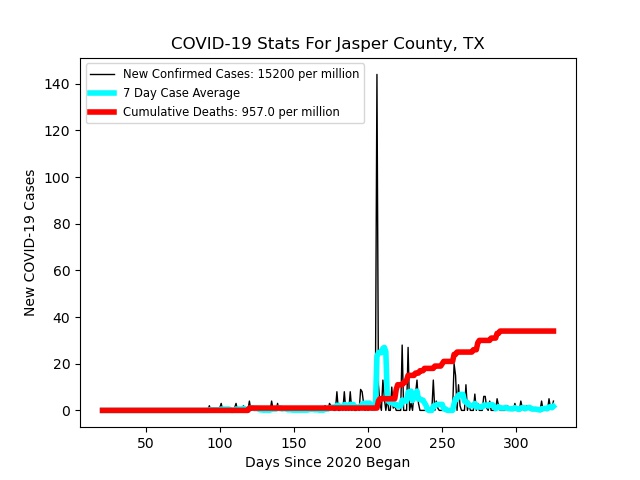 COVID-19 Stats For Jasper County, TX
New Confirmed Cases: 15200 per million
7 Day Case Average
Cumulative Deaths: 957.0 per million
New COVID-19 Cases
140
120
100
80
60
40
20
0
50
100
150
200
250
300
Days Since 2020 Began